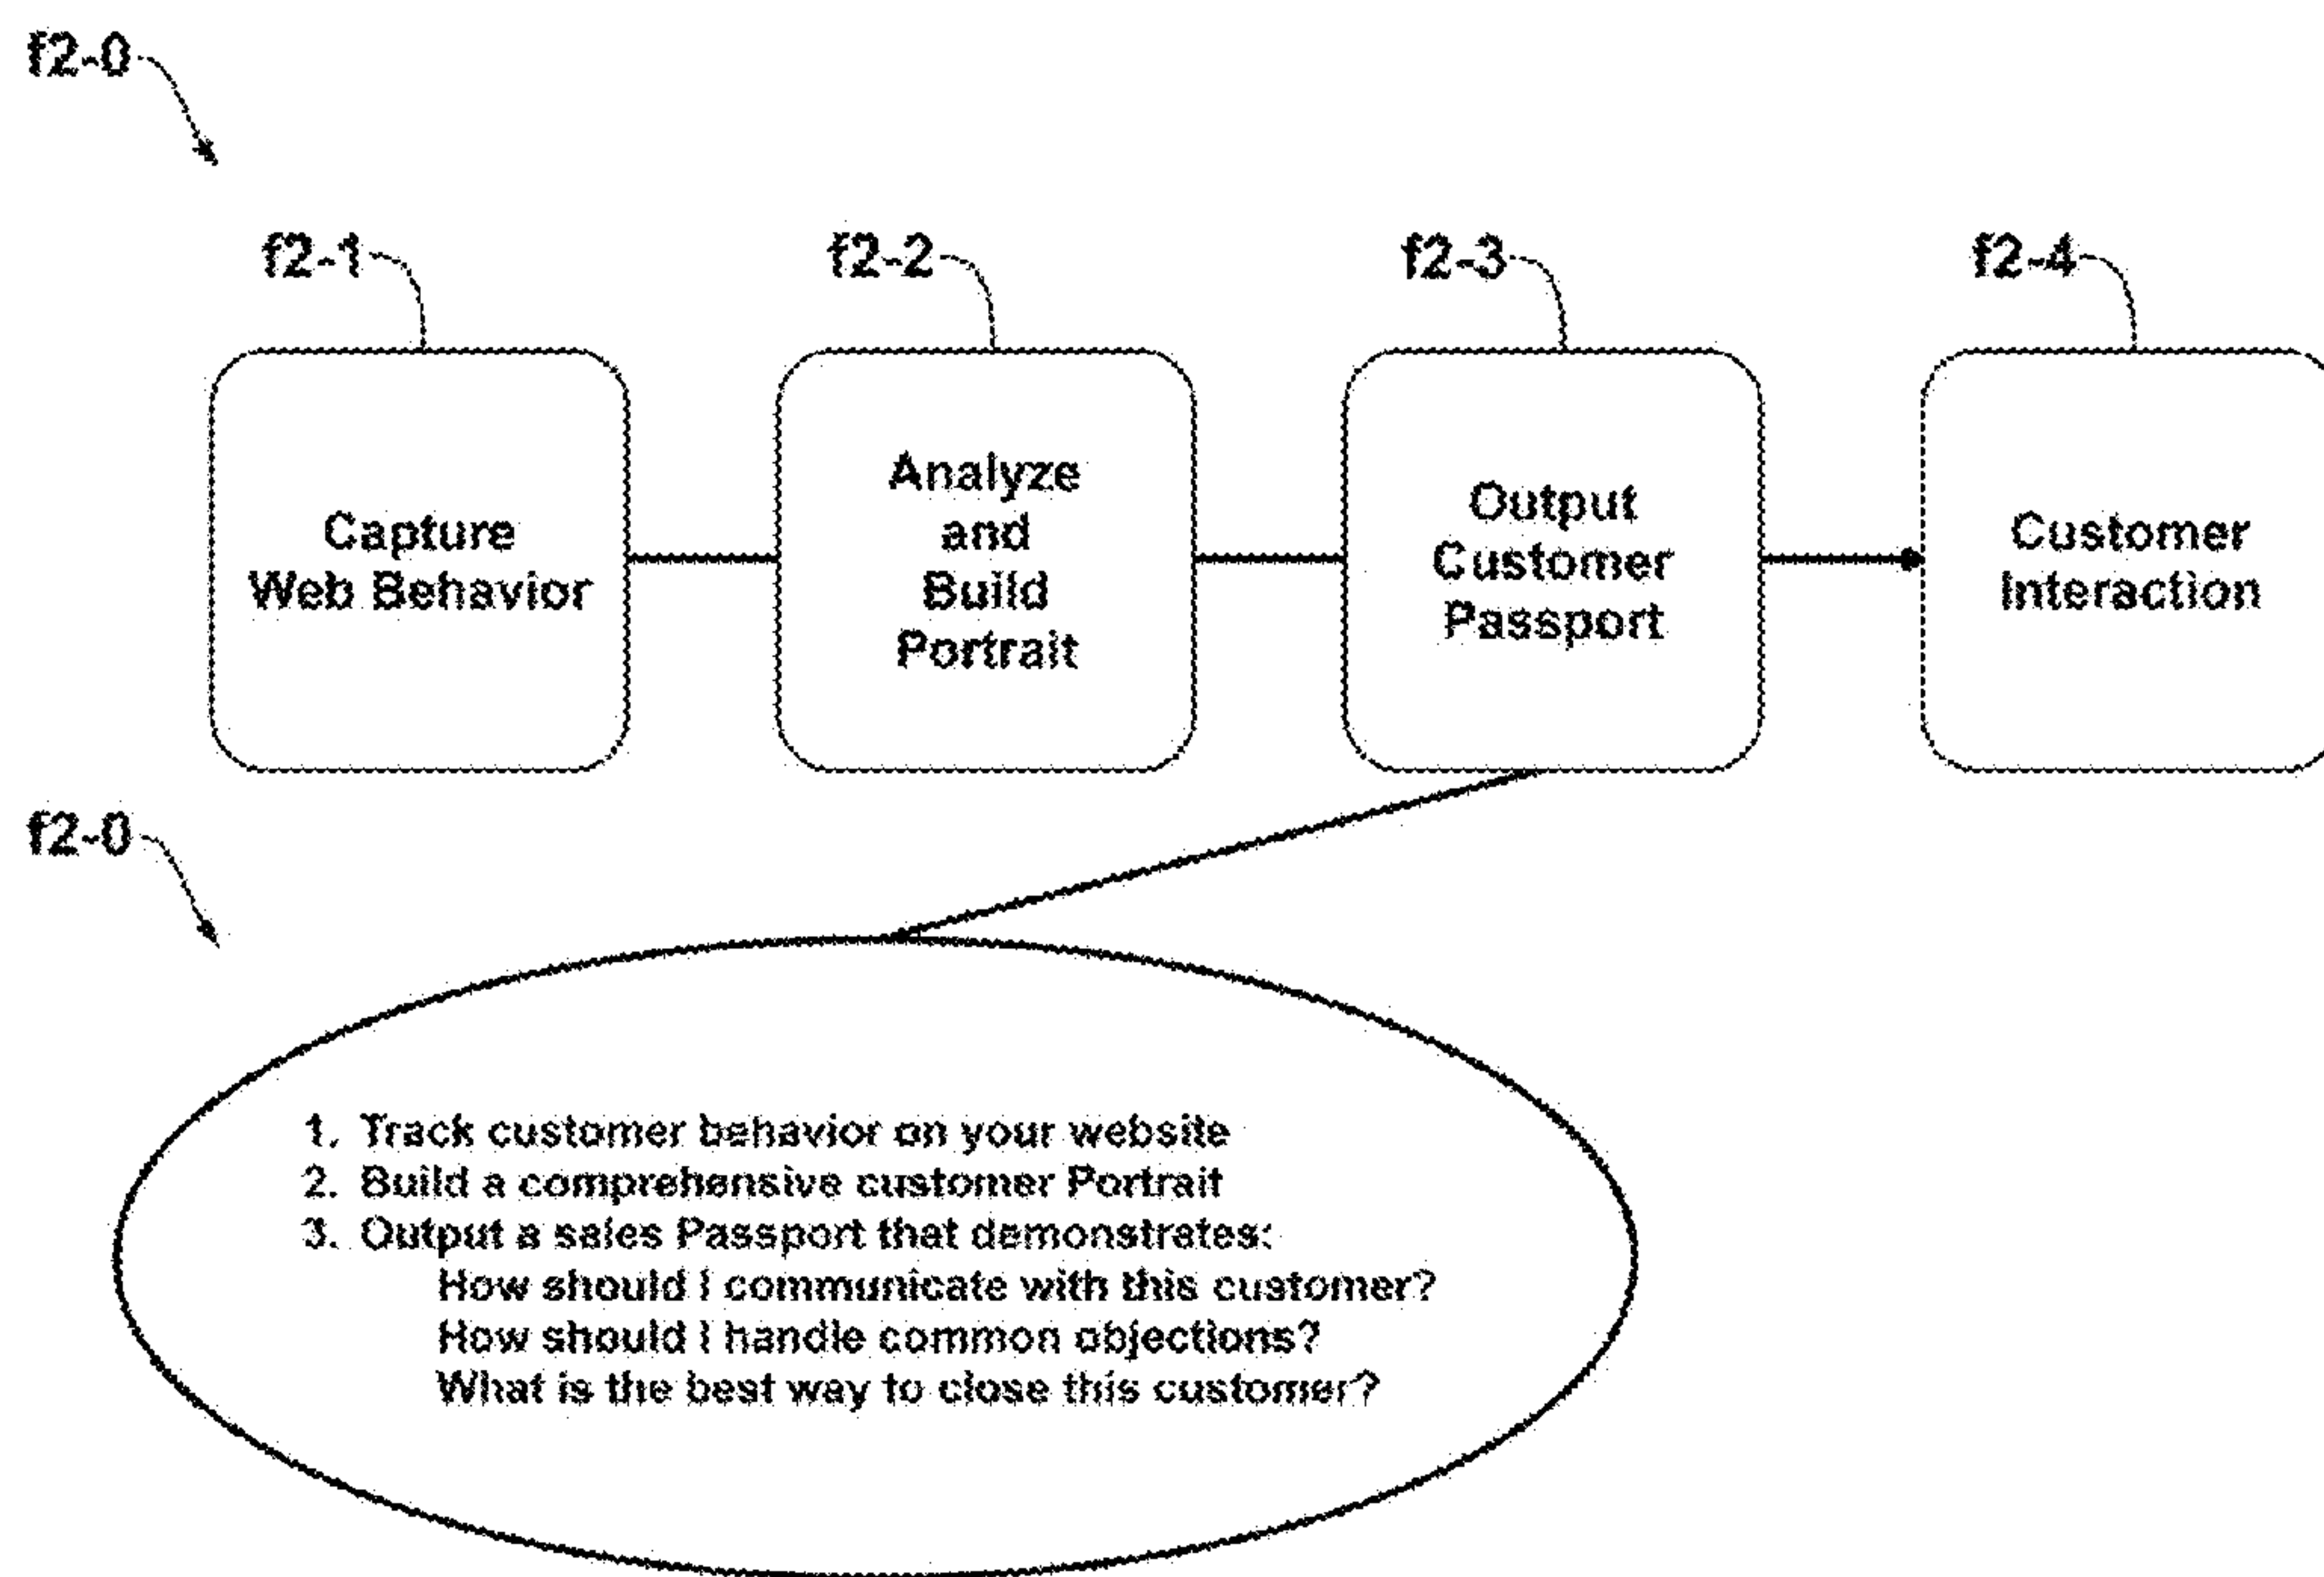 f2-0
f2-1
f2-2
f2-3
f2-4
Capture
Web Behavior
Analyze
and
Build
Portrait
Output
Customer
Passport
Customer
Interaction
f2-0
1. Track customer behavior on your website
2. Build a comprehensive customer Portrait
3. Output a sales Passport that demonstrates:
How should I communicate with this customer?
How should I handle common objections?
What is the best way to close this customer?